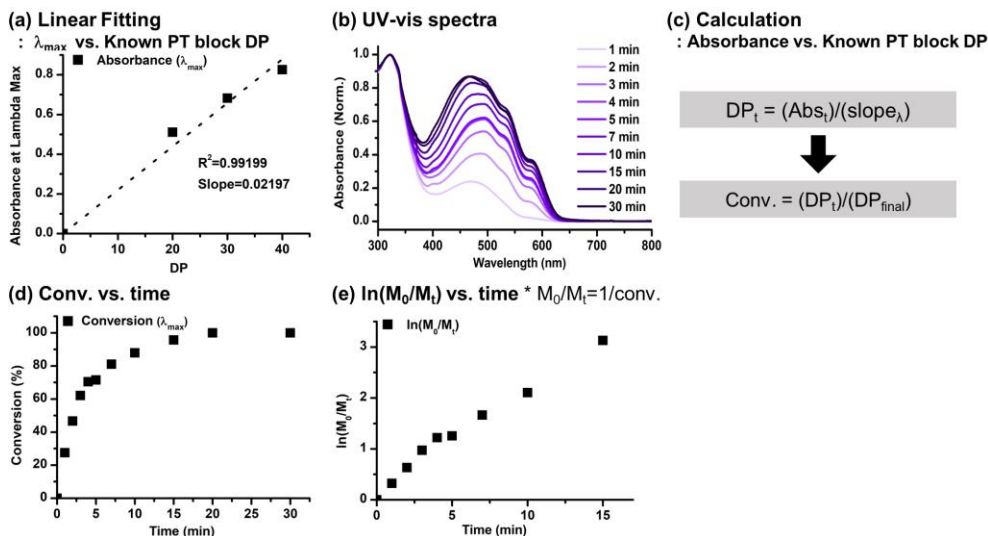 (a) Linear Fitting
: λmax vs. Known PT block DP
Absorbance (λmax)
R²=0.99199
Slope=0.02197
Absorbance at Lambda Max
0.8
0.6
0.4
0.2
0.0
0 10 20 30 40
DP
(b) UV-vis spectra
Absorbance (Norm.)
1.0
0.8
0.6
0.4
0.2
0.0
300 400 500 600 700 800
Wavelength (nm)
1 min
2 min
3 min
4 min
5 min
7 min
10 min
15 min
20 min
30 min
(c) Calculation
: Absorbance vs. Known PT block DP
DPt = (Abst)/(slopeλ)
Conv. = (DPt)/(DPfinal)
(d) Conv. vs. time
Conversion (λmax)
Conversion (%)
100
80
60
40
20
0
0 5 10 15 20 25 30
Time (min)
(e) ln(M0/Mt) vs. time * M0/Mt=1/conv.
ln(M0/Mt)
ln(M0/Mt)
3
2
1
0
0 5 10 15
Time (min)